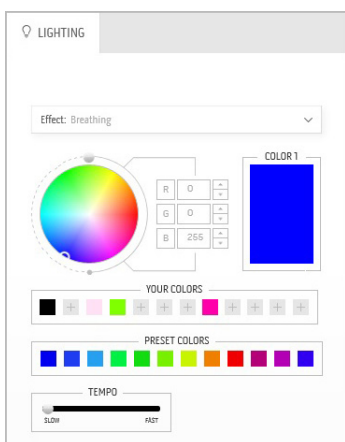 LIGHTING
Effect: Breathing
COLOR 1
R 0
G 0
B 255
YOUR COLORS
+ + + + + + + +
PRESET COLORS
TEMPO
SLOW FAST